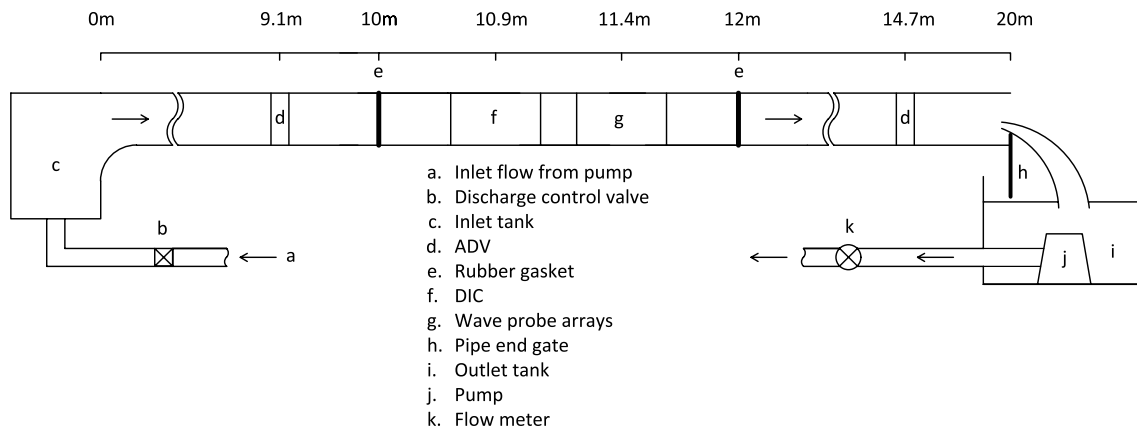 0m 9.1m 10m 10.9m 11.4m 12m 14.7m 20m
e e
d f g d
c
h
a. Inlet flow from pump
b. Discharge control valve
c. Inlet tank
d. ADV
e. Rubber gasket
f. DIC
g. Wave probe arrays
h. Pipe end gate
i. Outlet tank
j. Pump
k. Flow meter
b
a
k
j
i